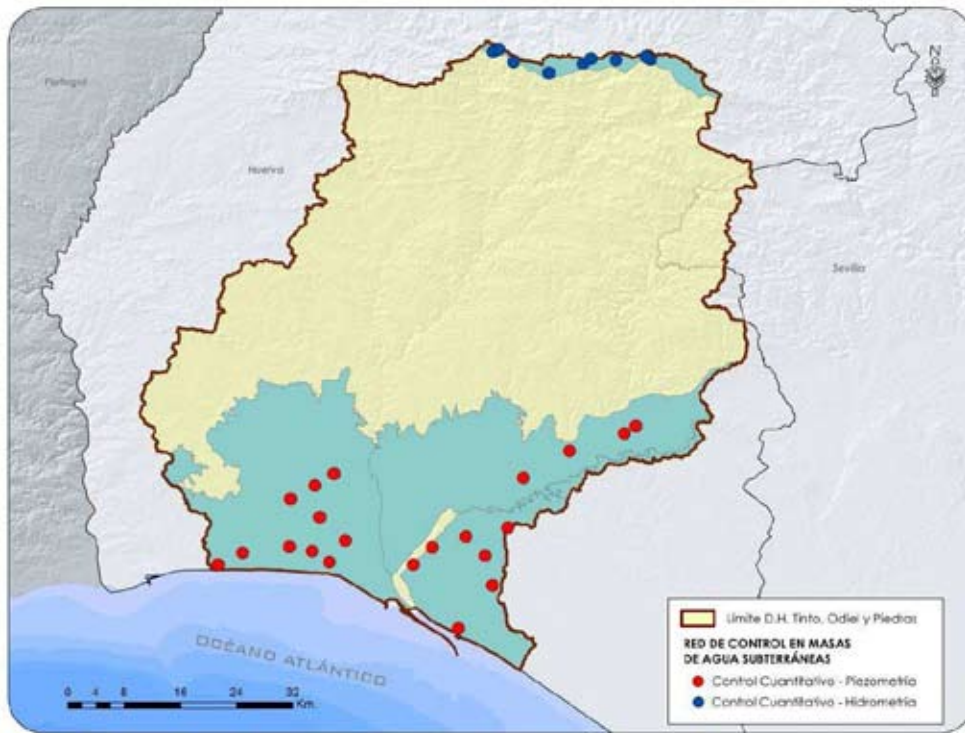 Portugal
Huelva
Sevilla
OCÉANO ATLÁNTICO
0 4 8 16 24 32
Km.
Límite D.H. Tinto, Odiel y Piedras
RED DE CONTROL EN MASAS
DE AGUA SUBTERRÁNEAS
Control Cuantitativo - Piezometría
Control Cuantitativo - Hidrometría